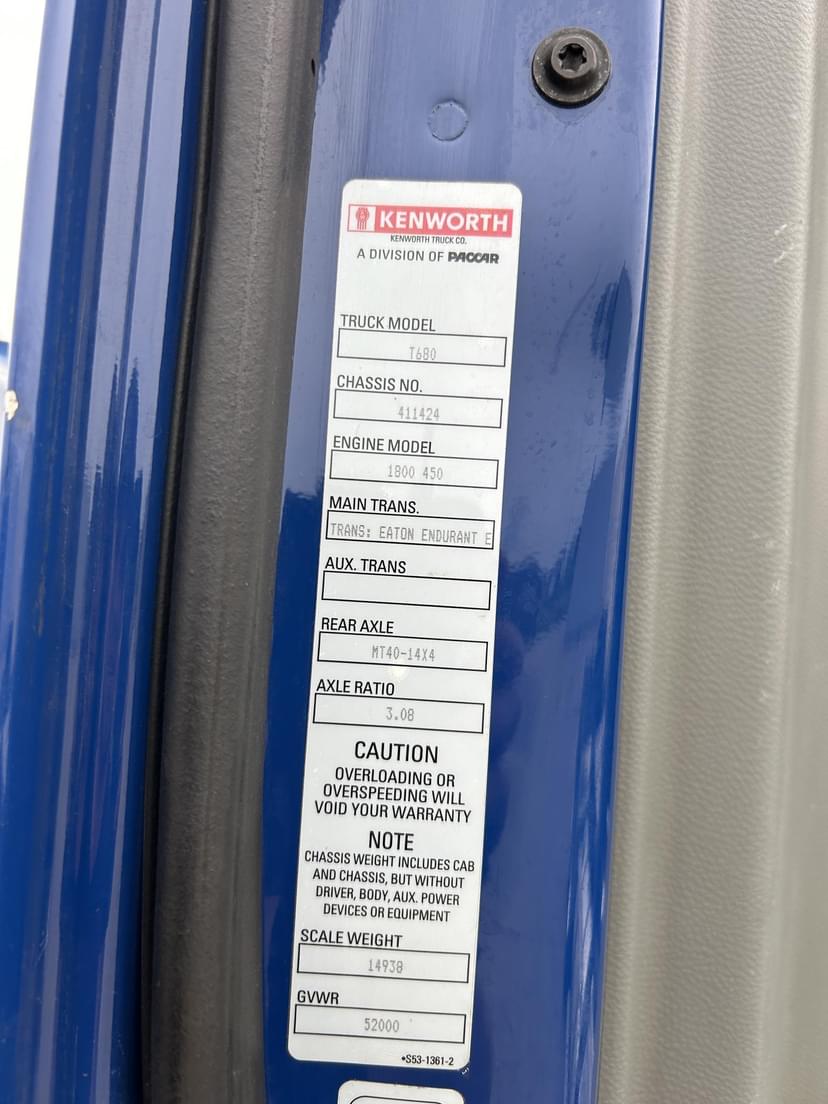 KENWORTH
KENWORTH TRUCK CO.
A DIVISION OF PACCAR
TRUCK MODEL
T680
CHASSIS NO.
411424
ENGINE MODEL
1800 450
MAIN TRANS.
TRANS: EATON ENDURANT E
AUX. TRANS
REAR AXLE
MT40-14X4
AXLE RATIO
3.08
CAUTION
OVERLOADING OR
OVERSPEEDING WILL
VOID YOUR WARRANTY
NOTE
CHASSIS WEIGHT INCLUDES CAB
AND CHASSIS, BUT WITHOUT
DRIVER, BODY, AUX. POWER
DEVICES OR EQUIPMENT
SCALE WEIGHT
14938
GVWR
52000
•S53-1361-2